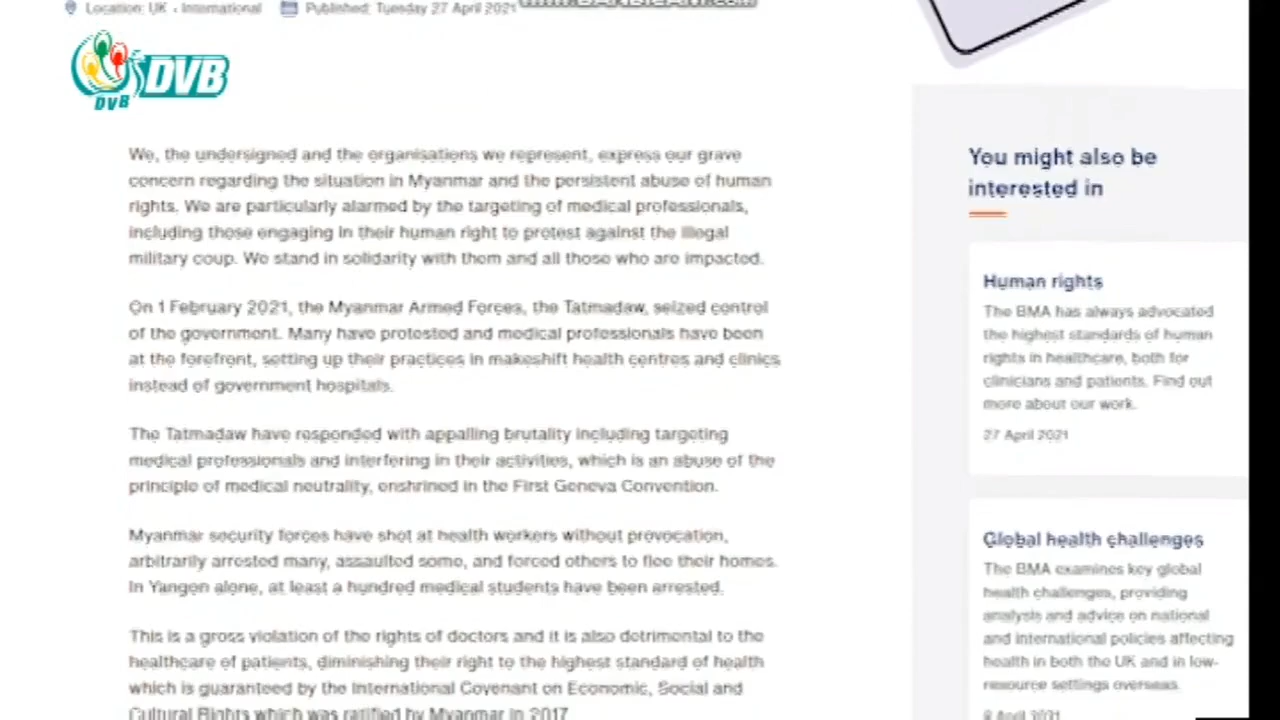 Location: UK - International Published: Tuesday 27 April 2021
DVB
DVB
We, the undersigned and the organisations we represent, express our grave
concern regarding the situation in Myanmar and the persistent abuse of human
rights. We are particularly alarmed by the targeting of medical professionals,
including those engaging in their human right to protest against the illegal
military coup. We stand in solidarity with them and all those who are impacted.
On 1 February 2021, the Myanmar Armed Forces, the Tatmadaw, seized control
of the government. Many have protested and medical professionals have been
at the forefront, setting up their practices in makeshift health centres and clinics
instead of government hospitals.
The Tatmadaw have responded with appalling brutality including targeting
medical professionals and interfering in their activities, which is an abuse of the
principle of medical neutrality, enshrined in the First Geneva Convention.
Myanmar security forces have shot at health workers without provocation,
arbitrarily arrested many, assaulted some, and forced others to flee their homes.
In Yangon alone, at least a hundred medical students have been arrested.
This is a gross violation of the rights of doctors and it is also detrimental to the
healthcare of patients, diminishing their right to the highest standard of health
which is guaranteed by the International Covenant on Economic, Social and
Cultural Rights which was ratified by Myanmar in 2017
You might also be
interested in
Human rights
The BMA has always advocated
the highest standards of human
rights in healthcare, both for
clinicians and patients. Find out
more about our work.
27 April 2021
Global health challenges
The BMA examines key global
health challenges, providing
analysis and advice on national
and international policies affecting
health in both the UK and in low-
resource settings overseas.
April 2021